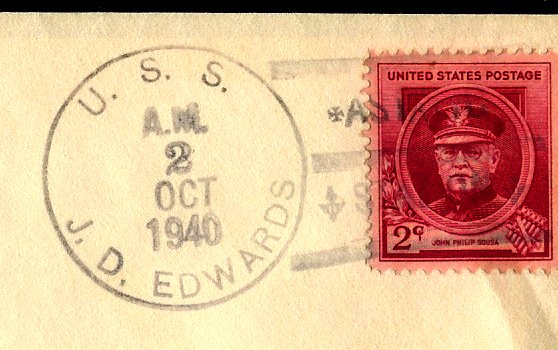 U. S. S.
A.M.
2
OCT
1940
J. D. EDWARDS
UNITED STATES POSTAGE
2¢
JOHN PHILIP SOUSA